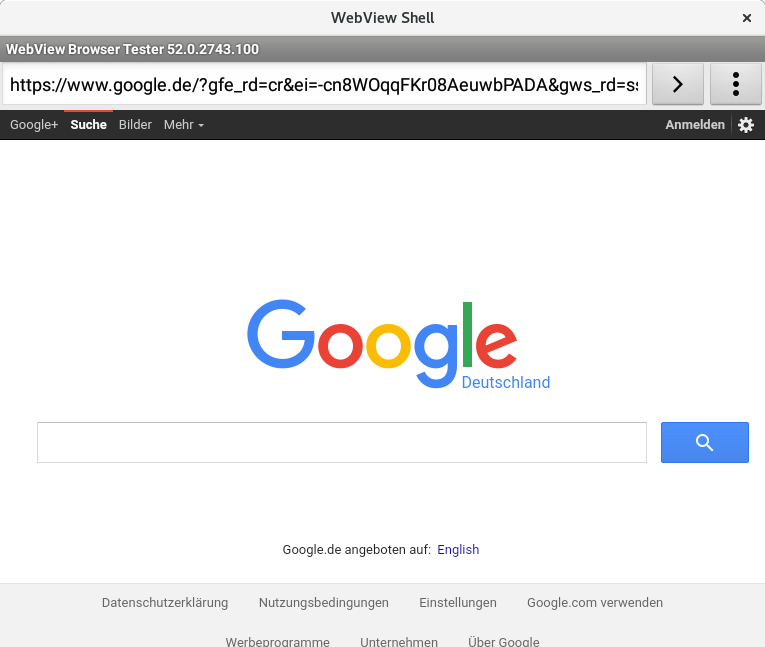 WebView Shell
WebView Browser Tester 52.0.2743.100
https://www.google.de/?gfe_rd=cr&ei=-cn8WOqqFKr08AeuwbPADA&gws_rd=ss
Google+ Suche Bilder Mehr Anmelden
Google
Deutschland
Google.de angeboten auf: English
Datenschutzerklärung Nutzungsbedingungen Einstellungen Google.com verwenden
Werbeprogramme Unternehmen Über Google